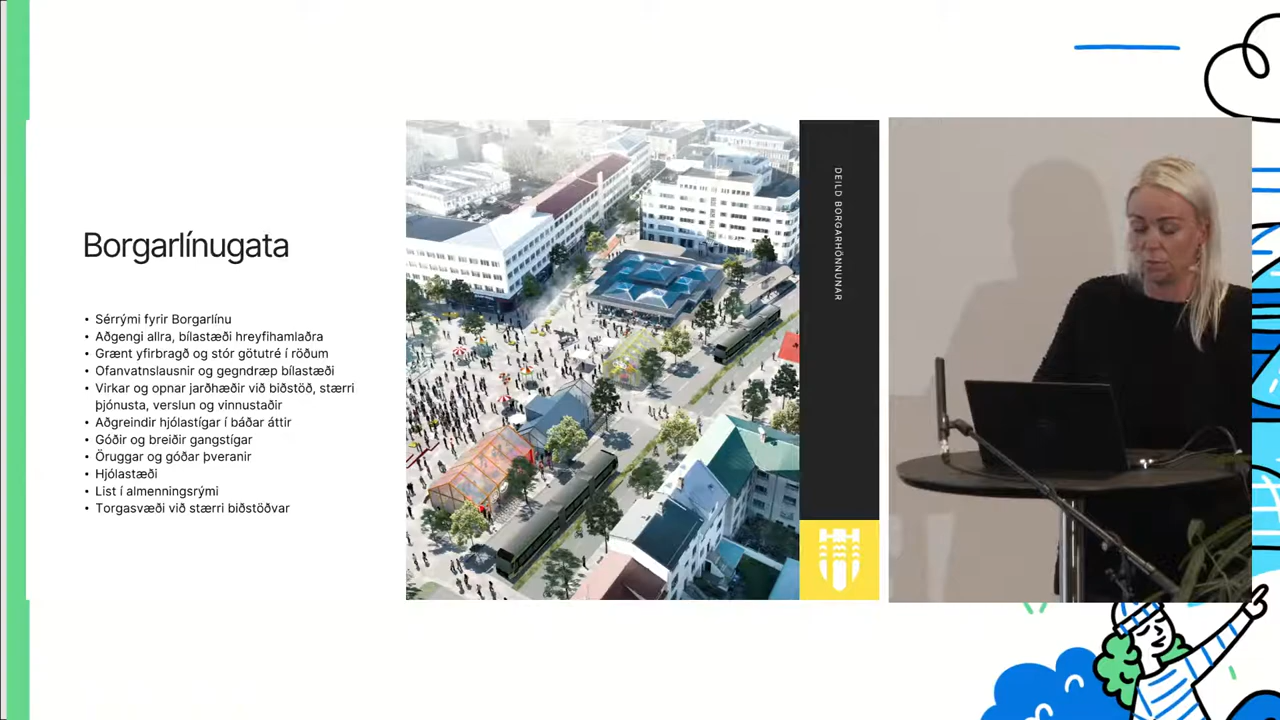 Borgarlínugata
• Sérrými fyrir Borgarlínu
• Aðgengi allra, bílastæði hreyfihamlaðra
• Grænt yfirbragð og stór götutré í röðum
• Ofanvatnslausnir og gegndræp bílastæði
• Virkar og opnar jarðhæðir við biðstöð, stærri
þjónusta, verslun og vinnustaðir
• Aðgreindir hjólastígar í báðar áttir
• Góðir og breiðir gangstígar
• Öruggar og góðar þveranir
• Hjólastæði
• List í almenningsrými
• Torgasvæði við stærri biðstöðvar
DEILD BORGARHÖNNUNAR